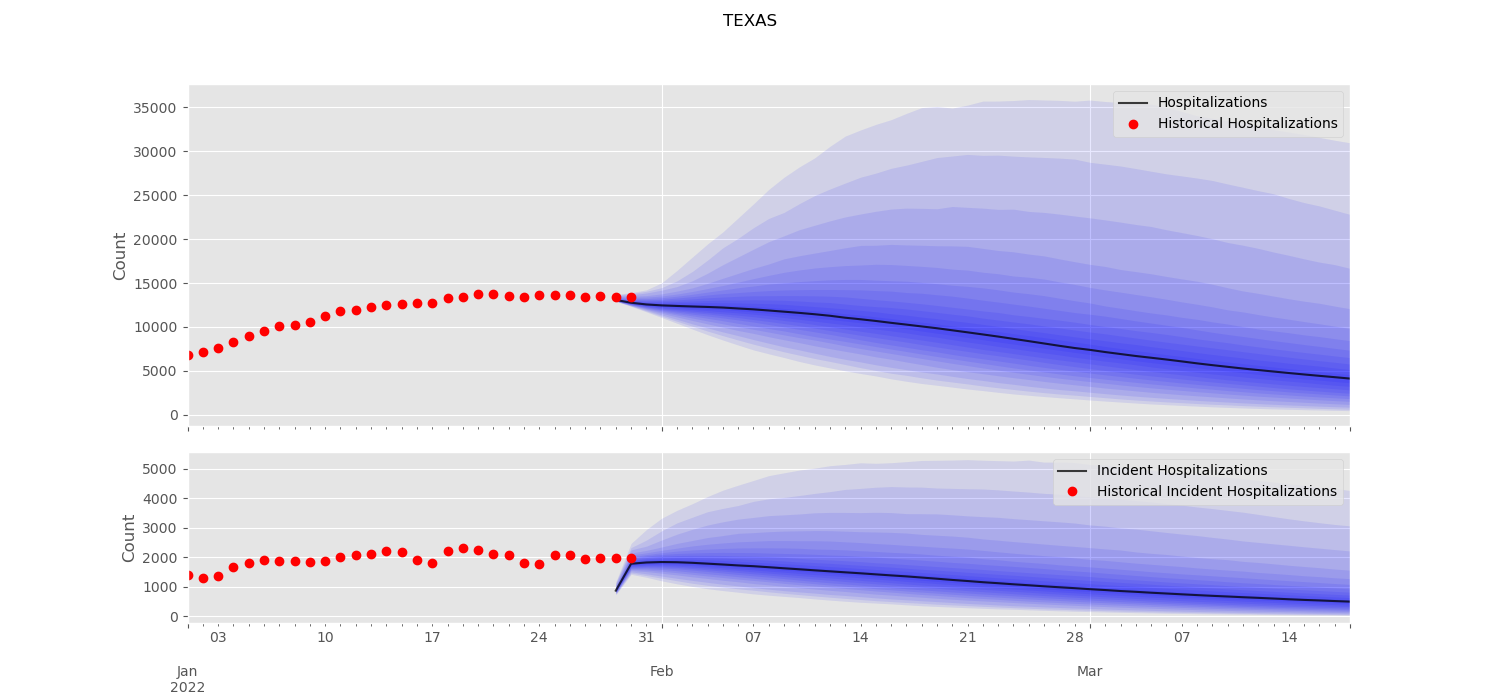 TEXAS
Count
35000
30000
25000
20000
15000
10000
5000
0
Hospitalizations
Historical Hospitalizations
Count
5000
4000
3000
2000
1000
0
Incident Hospitalizations
Historical Incident Hospitalizations
03 10 17 24 31 07 14 21 28 07 14
Jan Feb Mar
2022